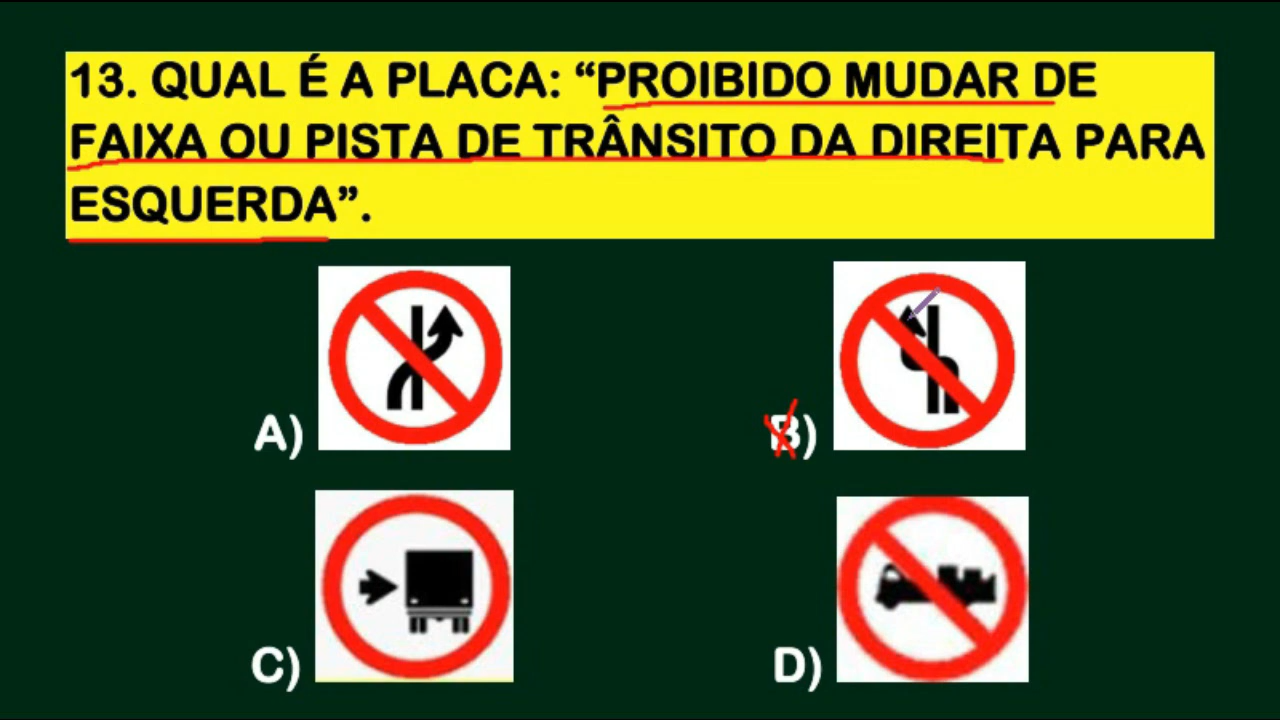 13. QUAL É A PLACA: “PROIBIDO MUDAR DE
FAIXA OU PISTA DE TRÂNSITO DA DIREITA PARA
ESQUERDA”.
A)
B)
C)
D)